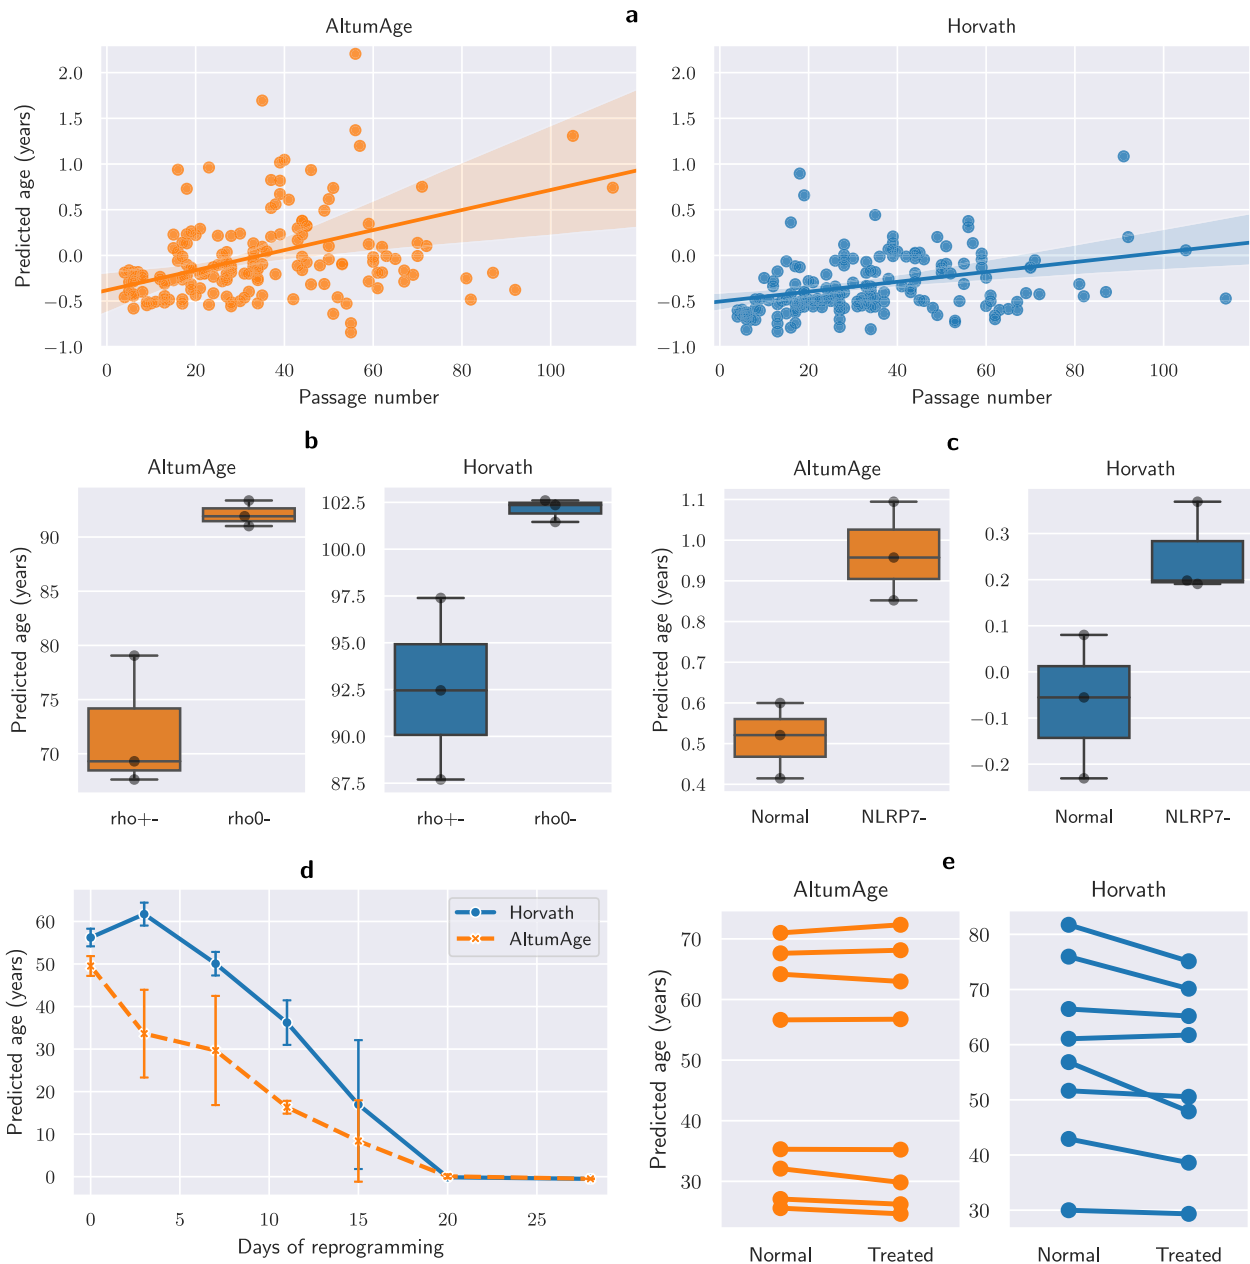 a
AltumAge
Horvath
Predicted age (years)
2.0
1.5
1.0
0.5
0.0
−0.5
−1.0
0 20 40 60 80 100
Passage number
2.0
1.5
1.0
0.5
0.0
−0.5
−1.0
0 20 40 60 80 100
Passage number
b
AltumAge
Horvath
Predicted age (years)
90
85
80
75
70
rho+- rho0-
102.5
100.0
97.5
95.0
92.5
90.0
87.5
rho+- rho0-
c
AltumAge
Horvath
Predicted age (years)
1.1
1.0
0.9
0.8
0.7
0.6
0.5
0.4
Normal NLRP7-
0.3
0.2
0.1
0.0
−0.1
−0.2
Normal NLRP7-
d
Predicted age (years)
60
50
40
30
20
10
0
Horvath
AltumAge
0 5 10 15 20 25
Days of reprogramming
e
AltumAge
Horvath
Predicted age (years)
70
60
50
40
30
Normal Treated
80
70
60
50
40
30
Normal Treated